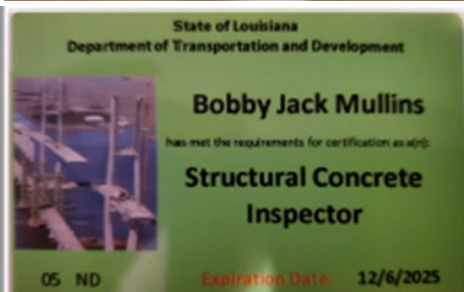 State of Louisiana
Department of Transportation and Development
Bobby Jack Mullins
has met the requirements for certification as a(n):
Structural Concrete
Inspector
05 ND
Expiration Date: 12/6/2025